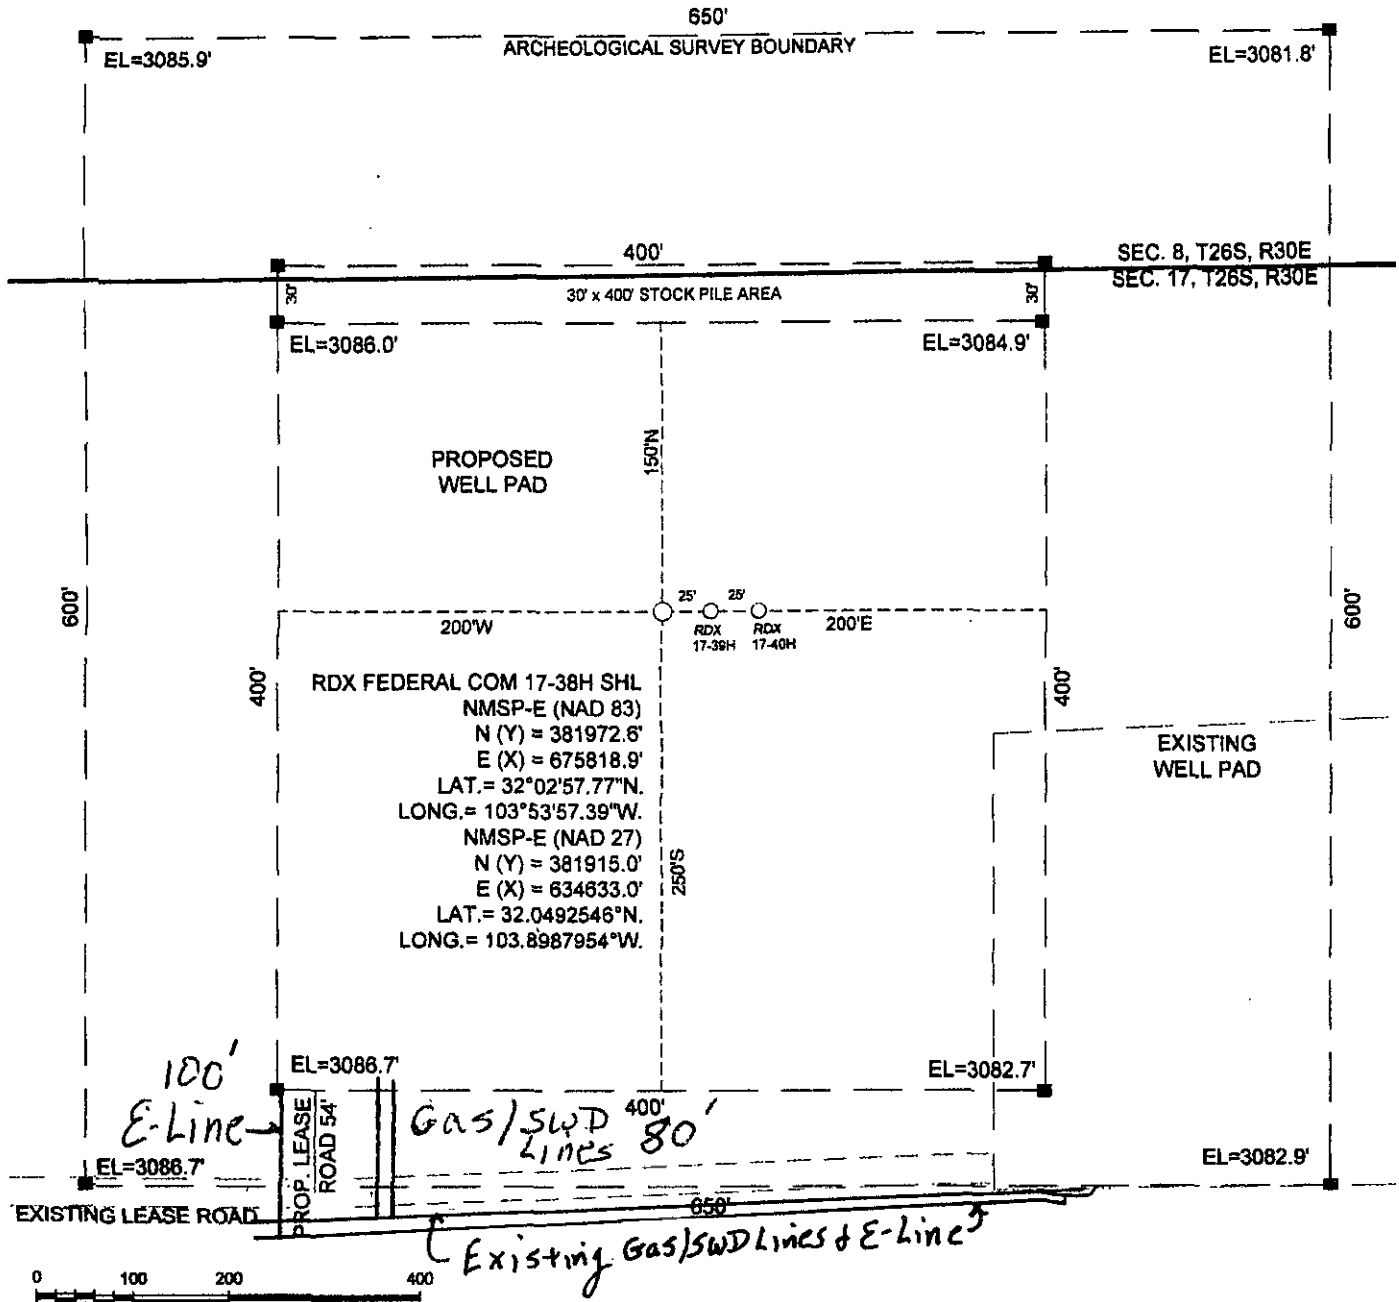 650'
ARCHEOLOGICAL SURVEY BOUNDARY
EL=3085.9'
EL=3081.8'
400'
SEC. 8, T26S, R30E
SEC. 17, T26S, R30E
30'
30' x 400' STOCK PILE AREA
30'
EL=3086.0'
EL=3084.9'
150'N
PROPOSED
WELL PAD
600'
600'
25'
25'
200'W
RDX
17-39H
RDX
17-40H
200'E
400'
400'
RDX FEDERAL COM 17-38H SHL
NMSP-E (NAD 83)
N (Y) = 381972.6'
E (X) = 675818.9'
LAT.= 32°02'57.77"N.
LONG.= 103°53'57.39"W.
NMSP-E (NAD 27)
N (Y) = 381915.0'
E (X) = 634633.0'
LAT.= 32.0492546°N.
LONG.= 103.8987954°W.
EXISTING
WELL PAD
250'S
EL=3086.7'
EL=3082.7'
100'
E-Line
PROP. LEASE
ROAD 54'
400'
Gas/SWD
Lines
80'
EL=3086.7'
EL=3082.9'
EXISTING LEASE ROAD
650'
Existing Gas/SWD Lines & E-Line
0 100 200 400